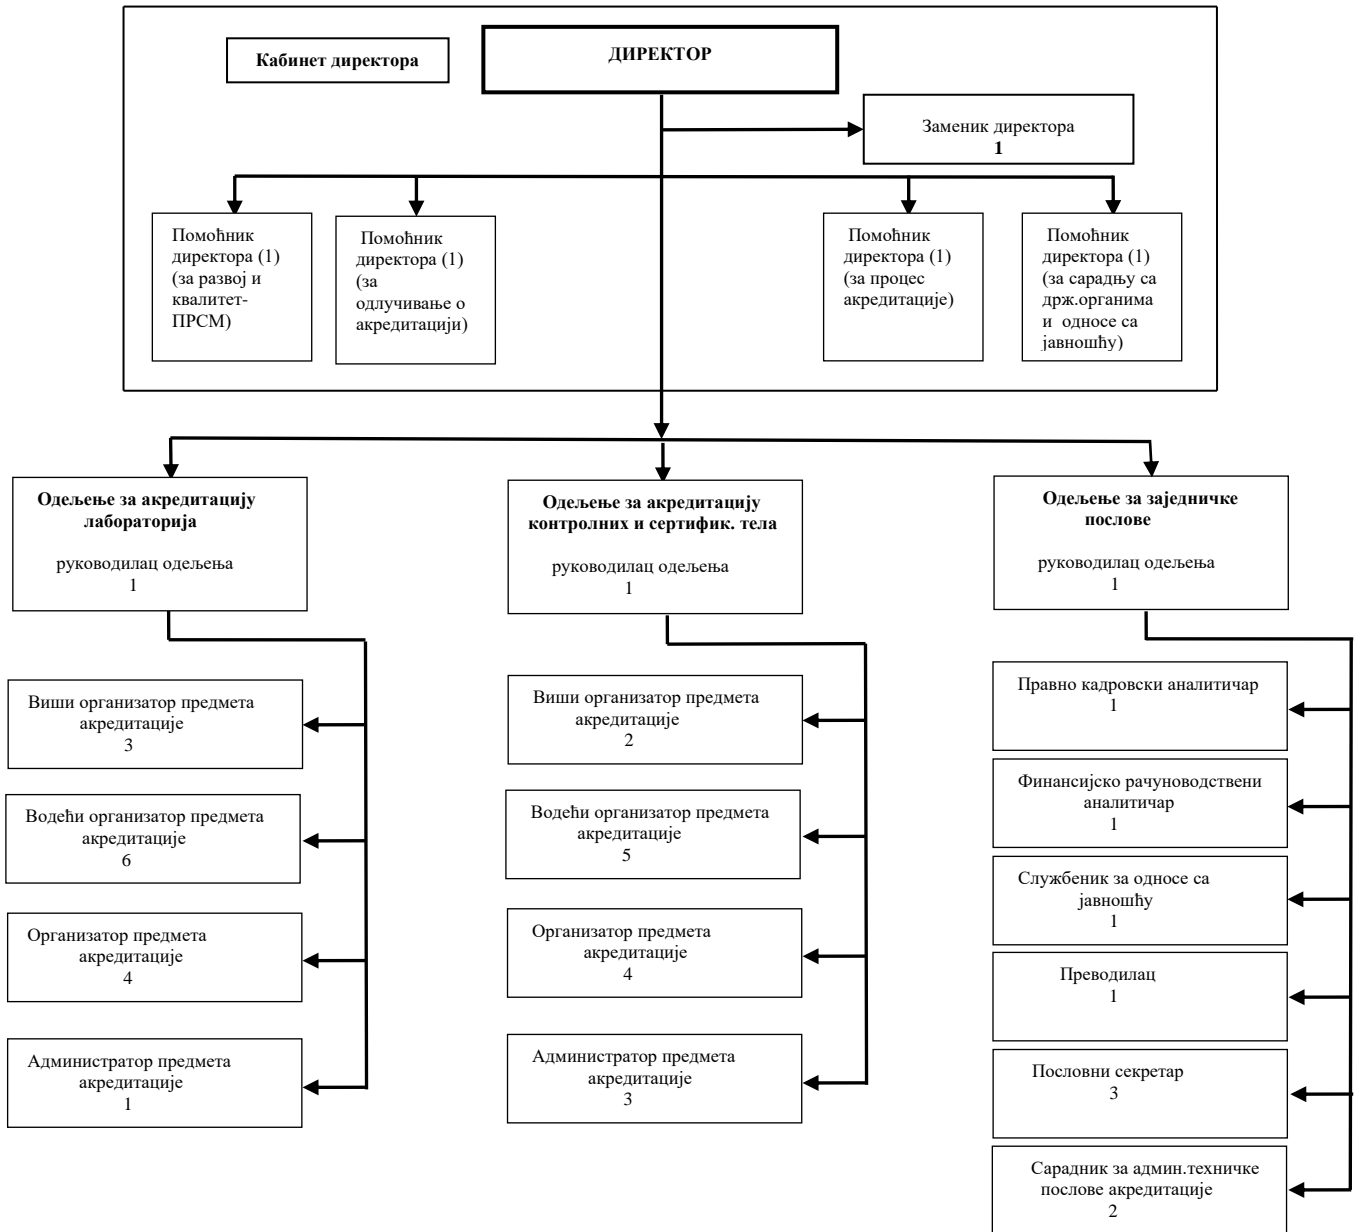 Кабинет директора
ДИРЕКТОР
Заменик директора
1
Помоћник
директора (1)
(за развој и
квалитет-
ПРСМ)
Помоћник
директора (1)
(за
одлучивање о
акредитацији)
Помоћник
директора (1)
(за процес
акредитације)
Помоћник
директора (1)
(за сарадњу са
држ.органима
и односе са
јавношћу)
Одељење за акредитацију
лабораторија
руководилац одељења
1
Виши организатор предмета
акредитације
3
Водећи организатор предмета
акредитације
6
Организатор предмета
акредитације
4
Администратор предмета
акредитације
1
Одељење за акредитацију
контролних и сертифик. тела
руководилац одељења
1
Виши организатор предмета
акредитације
2
Водећи организатор предмета
акредитације
5
Организатор предмета
акредитације
4
Администратор предмета
акредитације
3
Одељење за заједничке
послове
руководилац одељења
1
Правно кадровски аналитичар
1
Финансијско рачуноводствени
аналитичар
1
Службеник за односе са
јавношћу
1
Преводилац
1
Пословни секретар
3
Сарадник за админ.техничке
послове акредитације
2